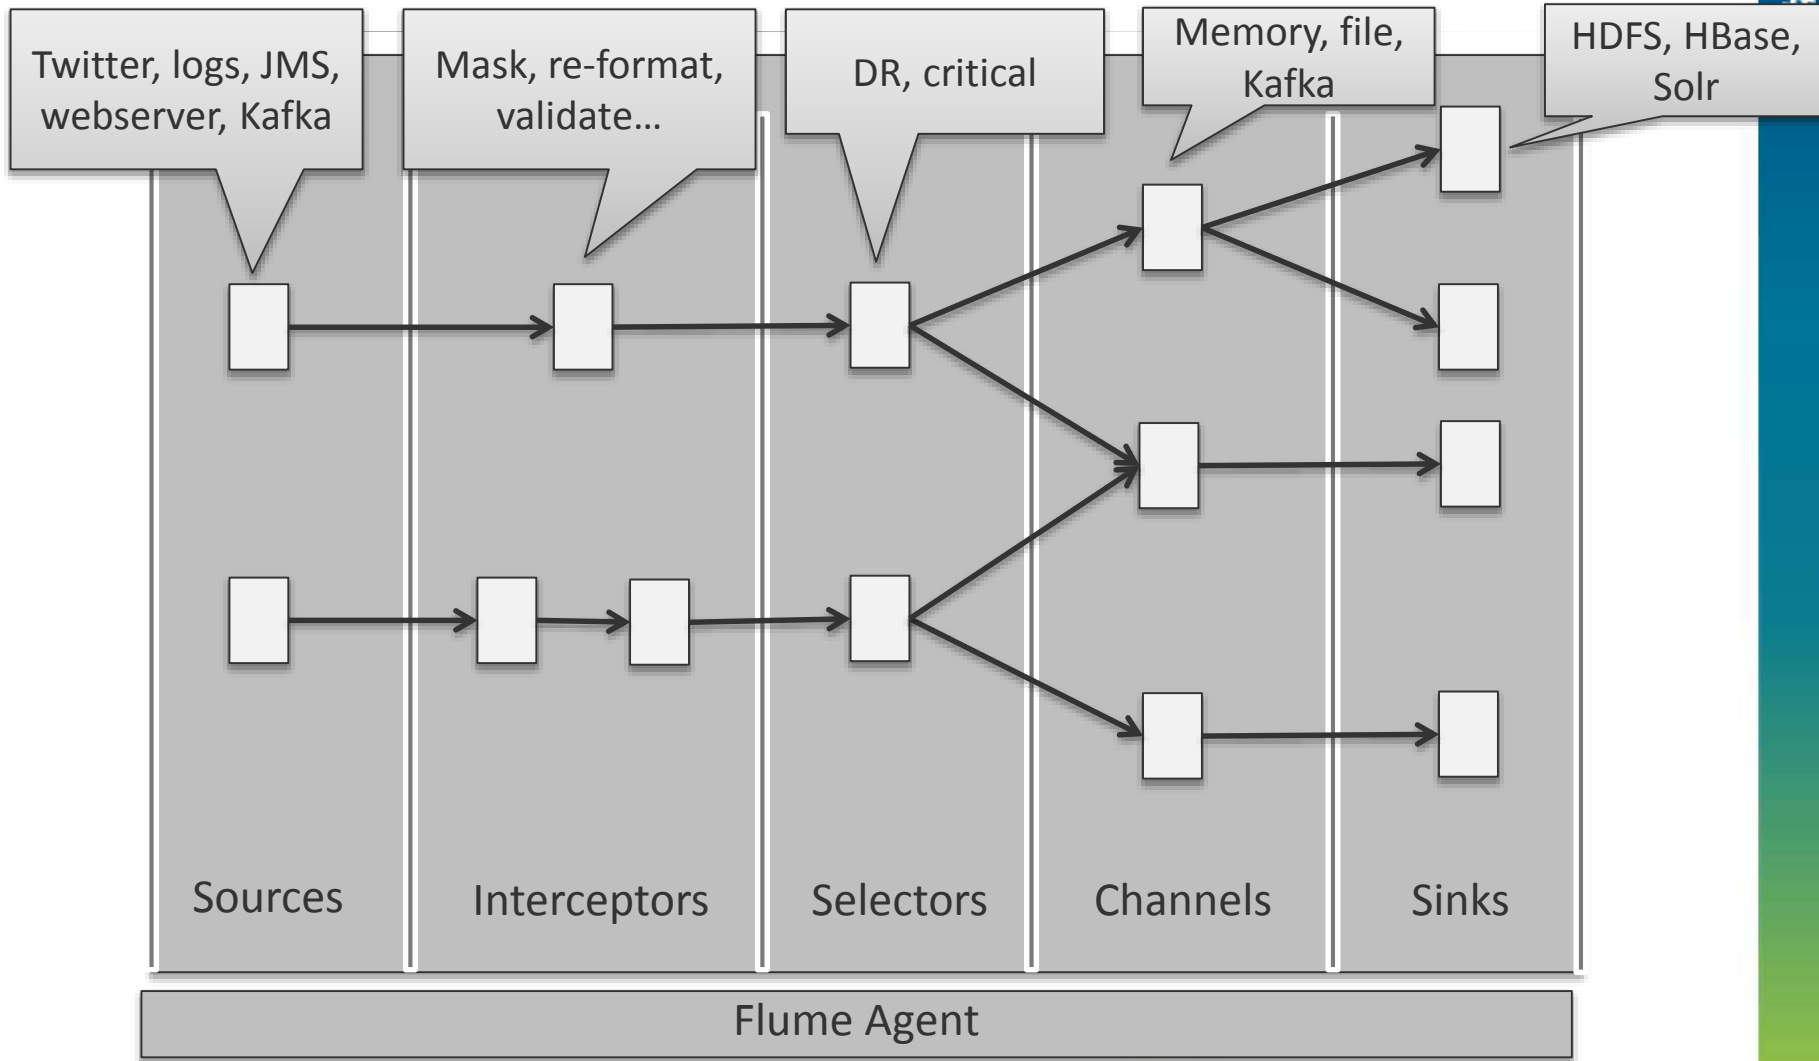 Twitter, logs, JMS,
webserver, Kafka
Mask, re-format,
validate...
DR, critical
Memory, file,
Kafka
HDFS, HBase,
Solr
Sources
Interceptors
Selectors
Channels
Sinks
Flume Agent